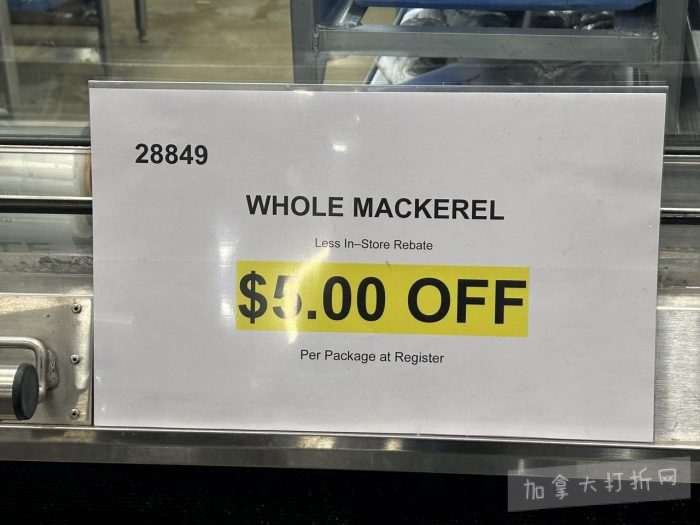 28849
WHOLE MACKEREL
Less In–Store Rebate
$5.00 OFF
Per Package at Register
加拿大打折网